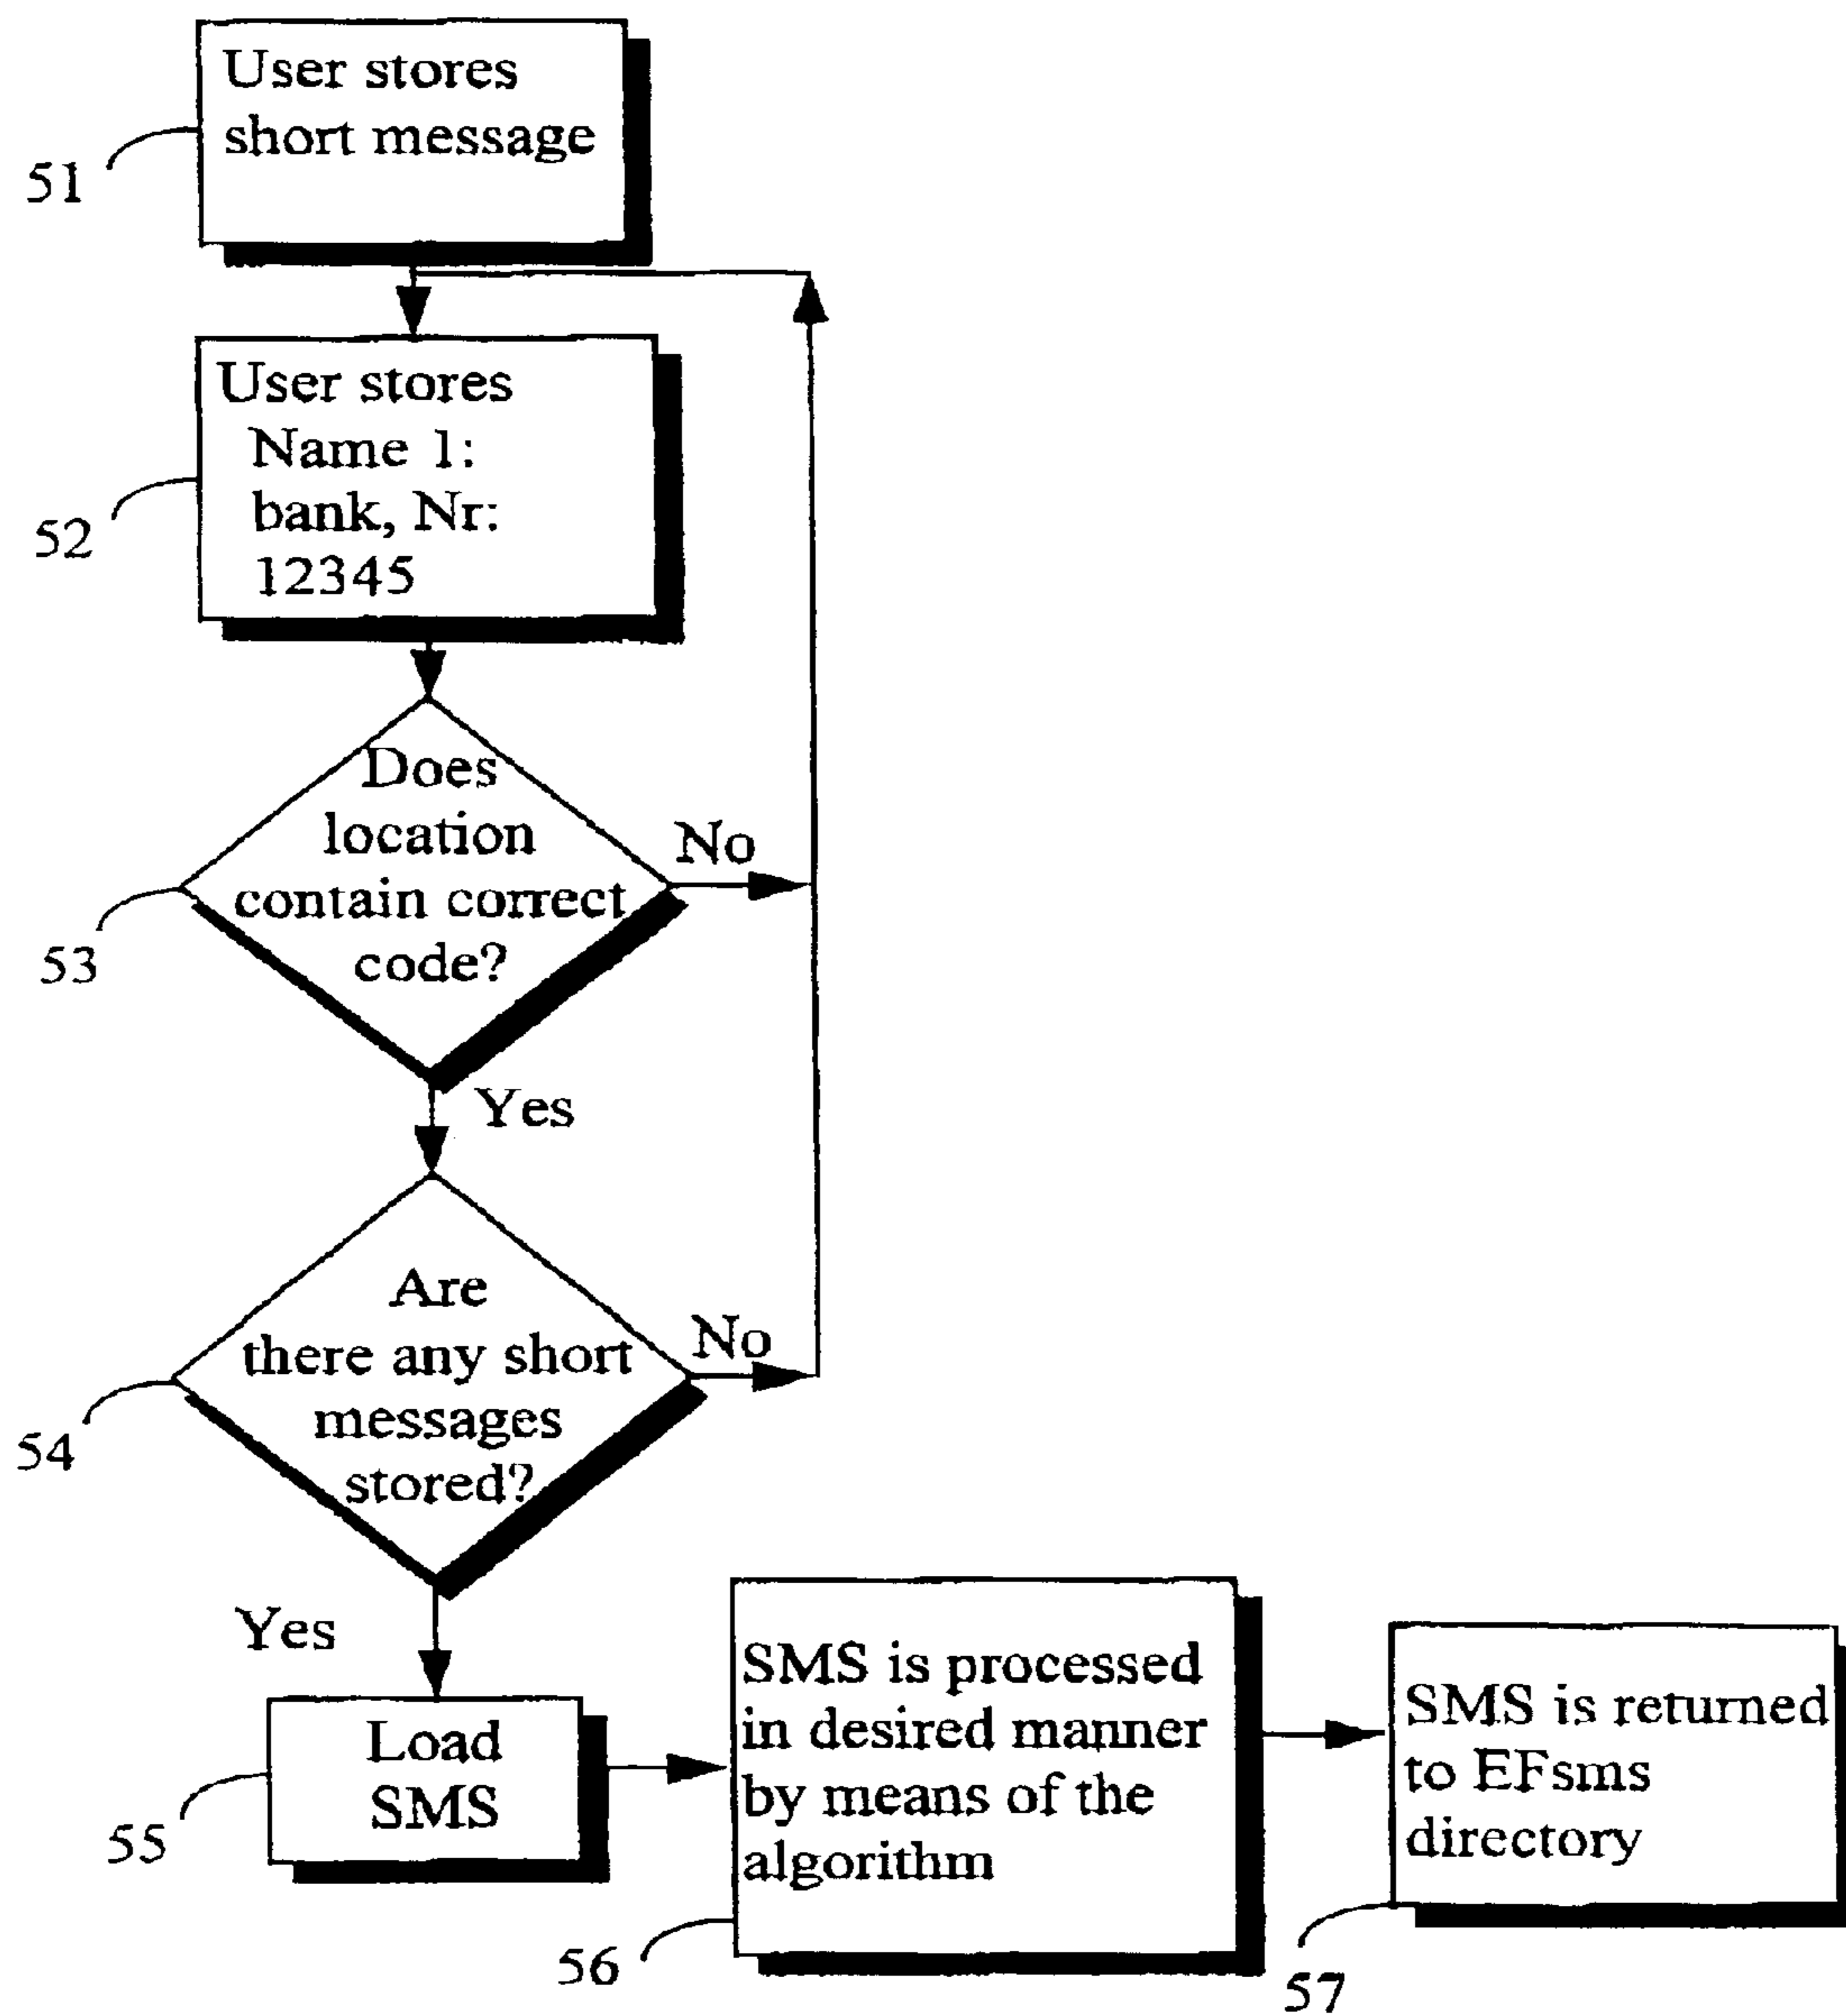 User stores
short message
51
User stores
Name 1:
bank, Nr:
12345
52
Does
location
contain correct
code?
No
53
Yes
Are
there any short
messages
stored?
No
54
Yes
Load
SMS
55
SMS is processed
in desired manner
by means of the
algorithm
56
SMS is returned
to EFsms
directory
57